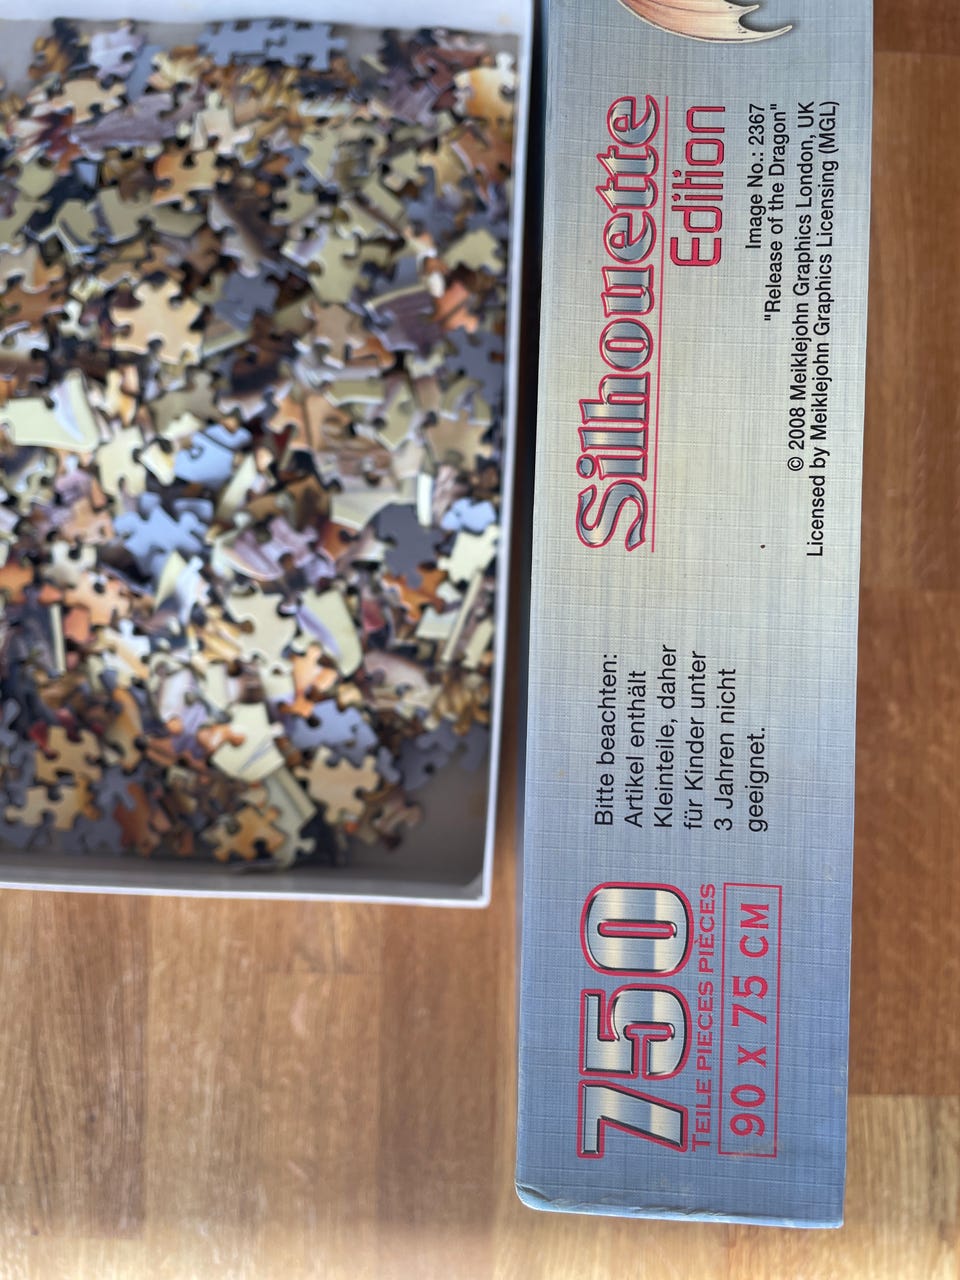 750
TEILE PIECES PIÈCES
90 X 75 CM
Bitte beachten:
Artikel enthält
Kleinteile, daher
für Kinder unter
3 Jahren nicht
geeignet.
Silhouette
Edition
Image No.: 2367
"Release of the Dragon"
© 2008 Meiklejohn Graphics London, UK
Licensed by Meiklejohn Graphics Licensing (MGL)